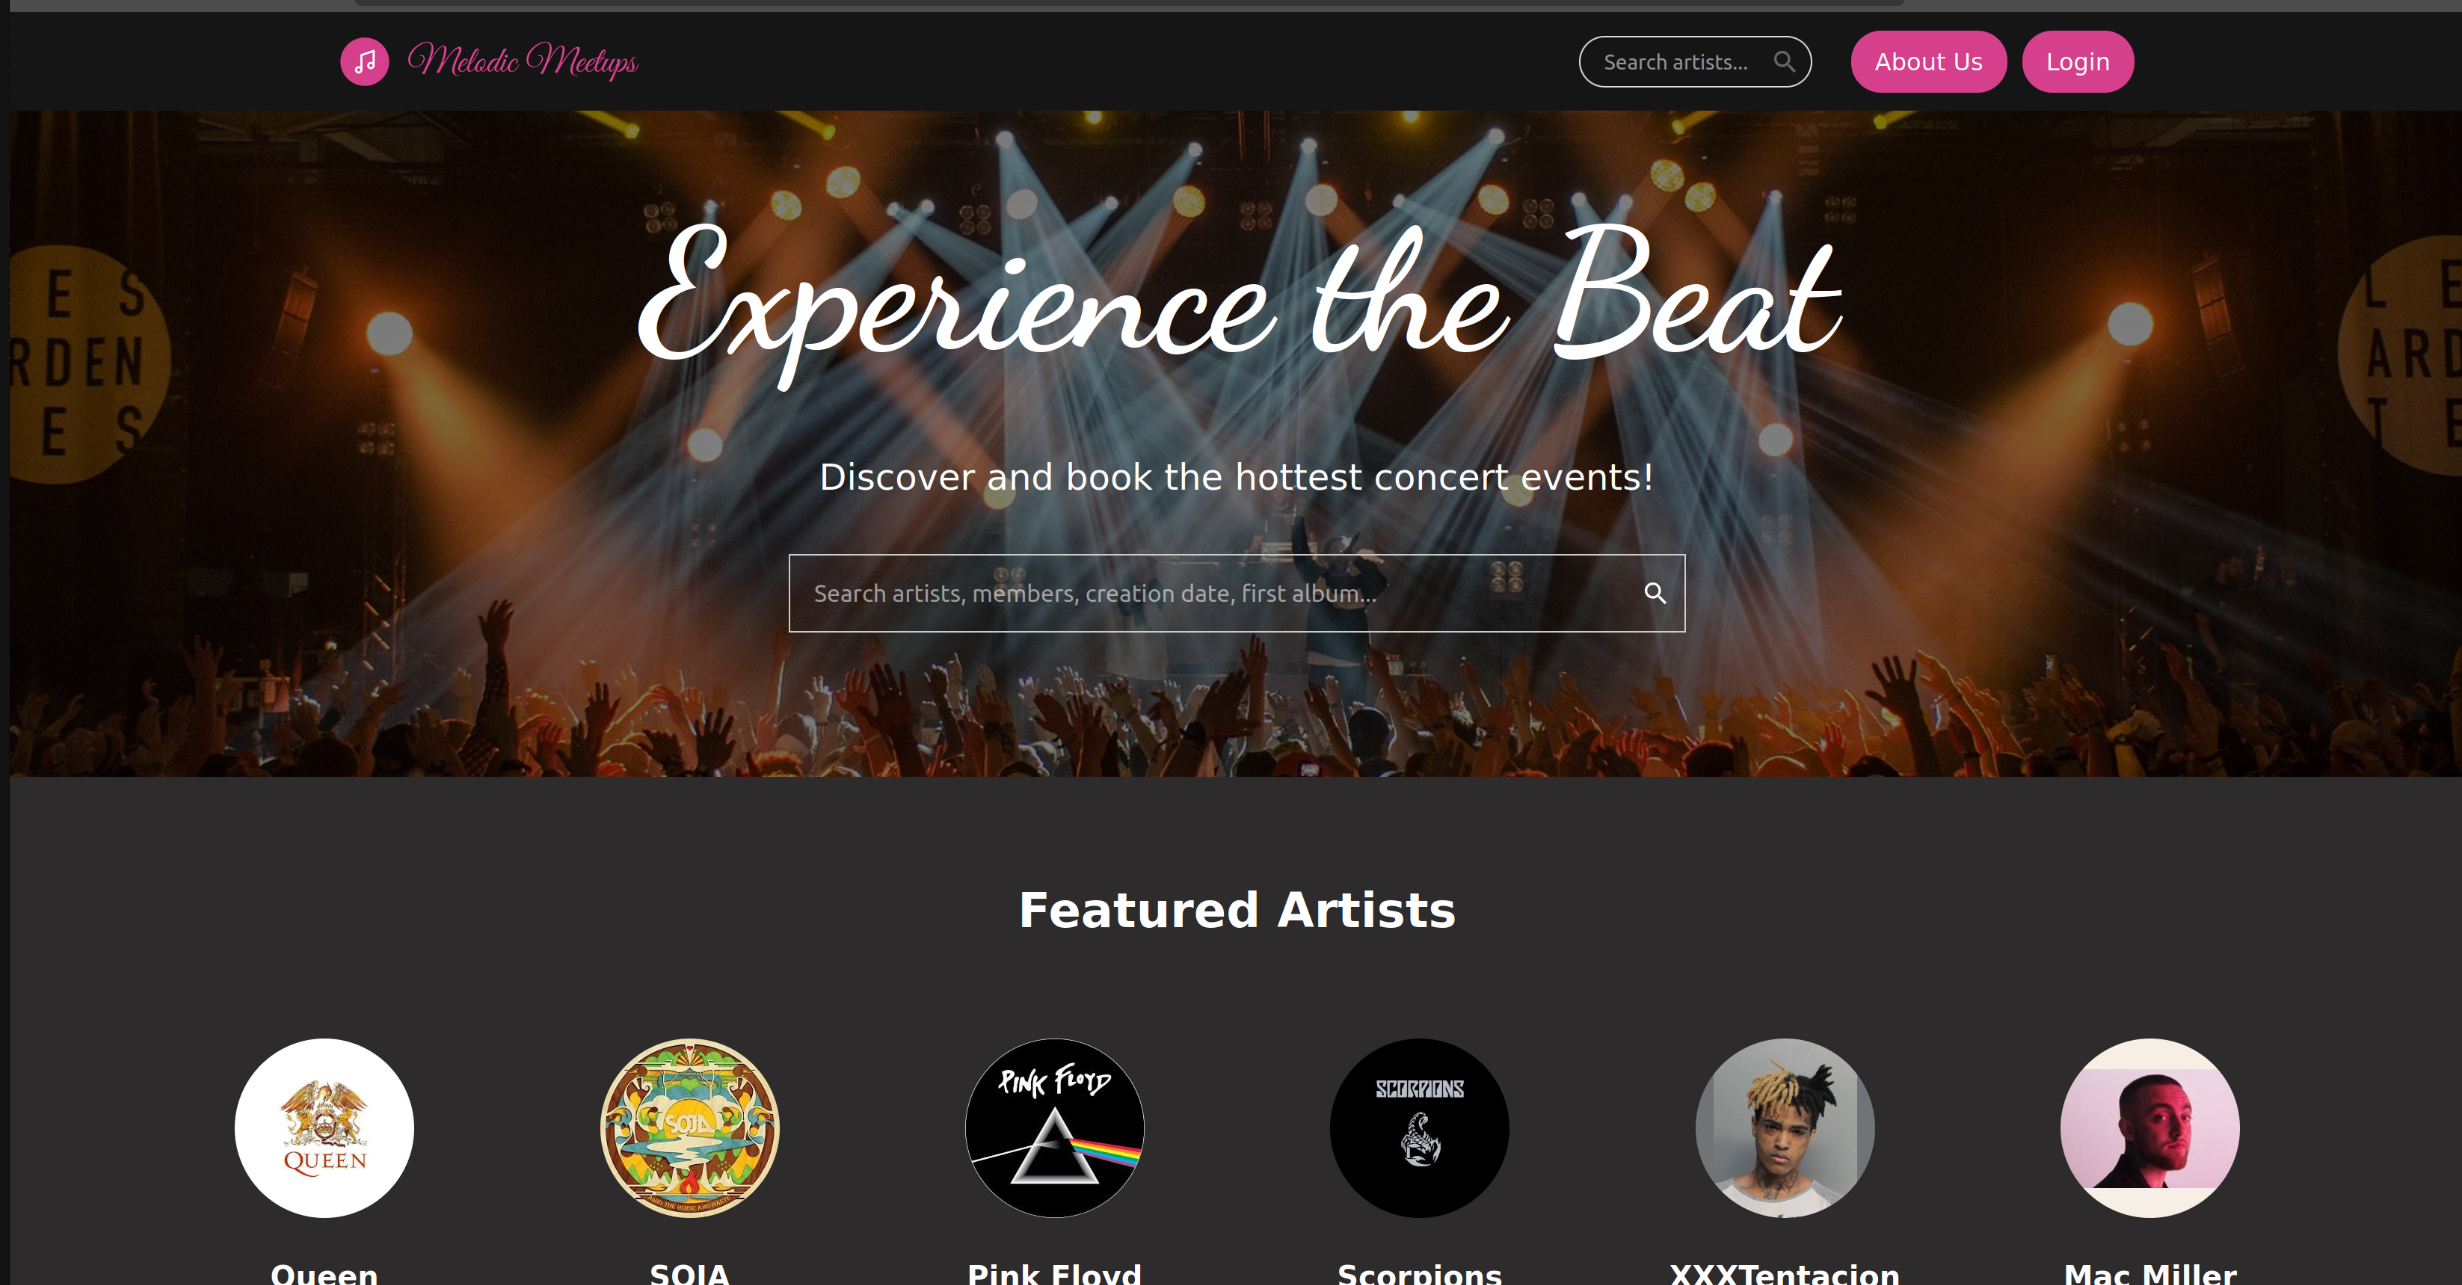 Melodic Meetups
Search artists...
About Us
Login
Experience the Beat
E S
RDEN
E S
L E
ARD
T E
Discover and book the hottest concert events!
Search artists, members, creation date, first album...
Featured Artists
QUEEN
SOJA
PINK FLOYD
SCORPIONS
Queen
SOJA
Pink Floyd
Scorpions
XXXTentacion
Mac Miller